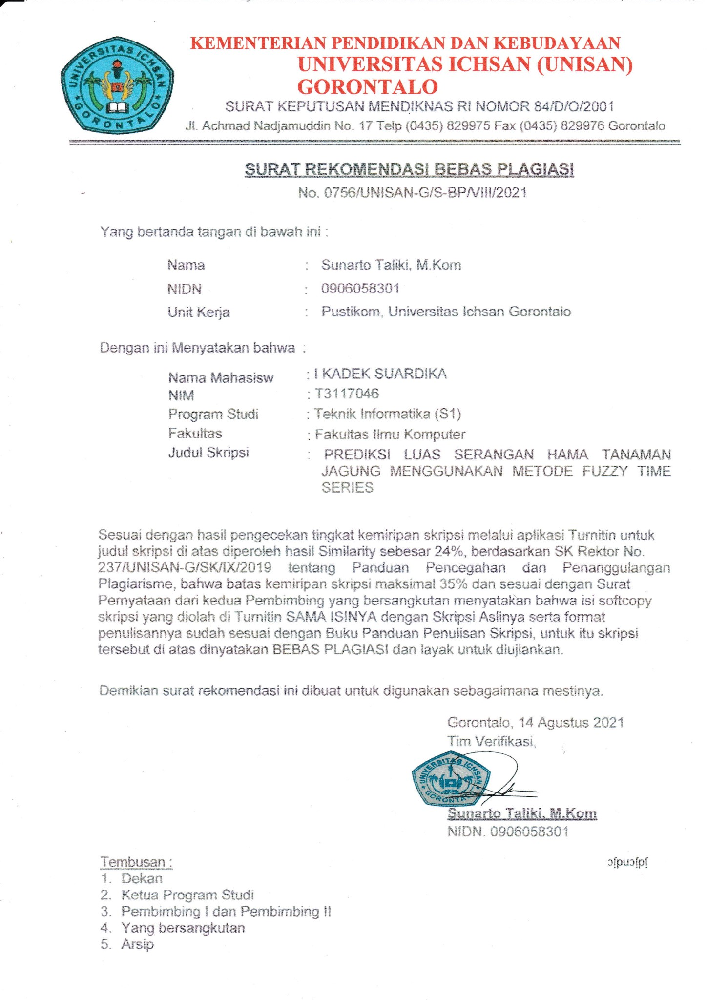 UNIVERSITAS ICHSAN
GORONTALO
KEMENTERIAN PENDIDIKAN DAN KEBUDAYAAN
UNIVERSITAS ICHSAN (UNISAN)
GORONTALO
SURAT KEPUTUSAN MENDIKNAS RI NOMOR 84/D/O/2001
Jl. Achmad Nadjamuddin No. 17 Telp (0435) 829975 Fax (0435) 829976 Gorontalo
SURAT REKOMENDASI BEBAS PLAGIASI
No. 0756/UNISAN-G/S-BP/VIII/2021
Yang bertanda tangan di bawah ini :
Nama : Sunarto Taliki, M.Kom
NIDN : 0906058301
Unit Kerja : Pustikom, Universitas Ichsan Gorontalo
Dengan ini Menyatakan bahwa :
Nama Mahasisw : I KADEK SUARDIKA
NIM : T3117046
Program Studi : Teknik Informatika (S1)
Fakultas : Fakultas Ilmu Komputer
Judul Skripsi : PREDIKSI LUAS SERANGAN HAMA TANAMAN
JAGUNG MENGGUNAKAN METODE FUZZY TIME
SERIES
Sesuai dengan hasil pengecekan tingkat kemiripan skripsi melalui aplikasi Turnitin untuk
judul skripsi di atas diperoleh hasil Similarity sebesar 24%, berdasarkan SK Rektor No.
237/UNISAN-G/SK/IX/2019 tentang Panduan Pencegahan dan Penanggulangan
Plagiarisme, bahwa batas kemiripan skripsi maksimal 35% dan sesuai dengan Surat
Pernyataan dari kedua Pembimbing yang bersangkutan menyatakan bahwa isi softcopy
skripsi yang diolah di Turnitin SAMA ISINYA dengan Skripsi Aslinya serta format
penulisannya sudah sesuai dengan Buku Panduan Penulisan Skripsi, untuk itu skripsi
tersebut di atas dinyatakan BEBAS PLAGIASI dan layak untuk diujiankan.
Demikian surat rekomendasi ini dibuat untuk digunakan sebagaimana mestinya.
Gorontalo, 14 Agustus 2021
Tim Verifikasi,
UNIVERSITAS ICHSAN
GORONTALO
Sunarto Taliki, M.Kom
NIDN. 0906058301
Tembusan :
1. Dekan
2. Ketua Program Studi
3. Pembimbing I dan Pembimbing II
4. Yang bersangkutan
5. Arsip